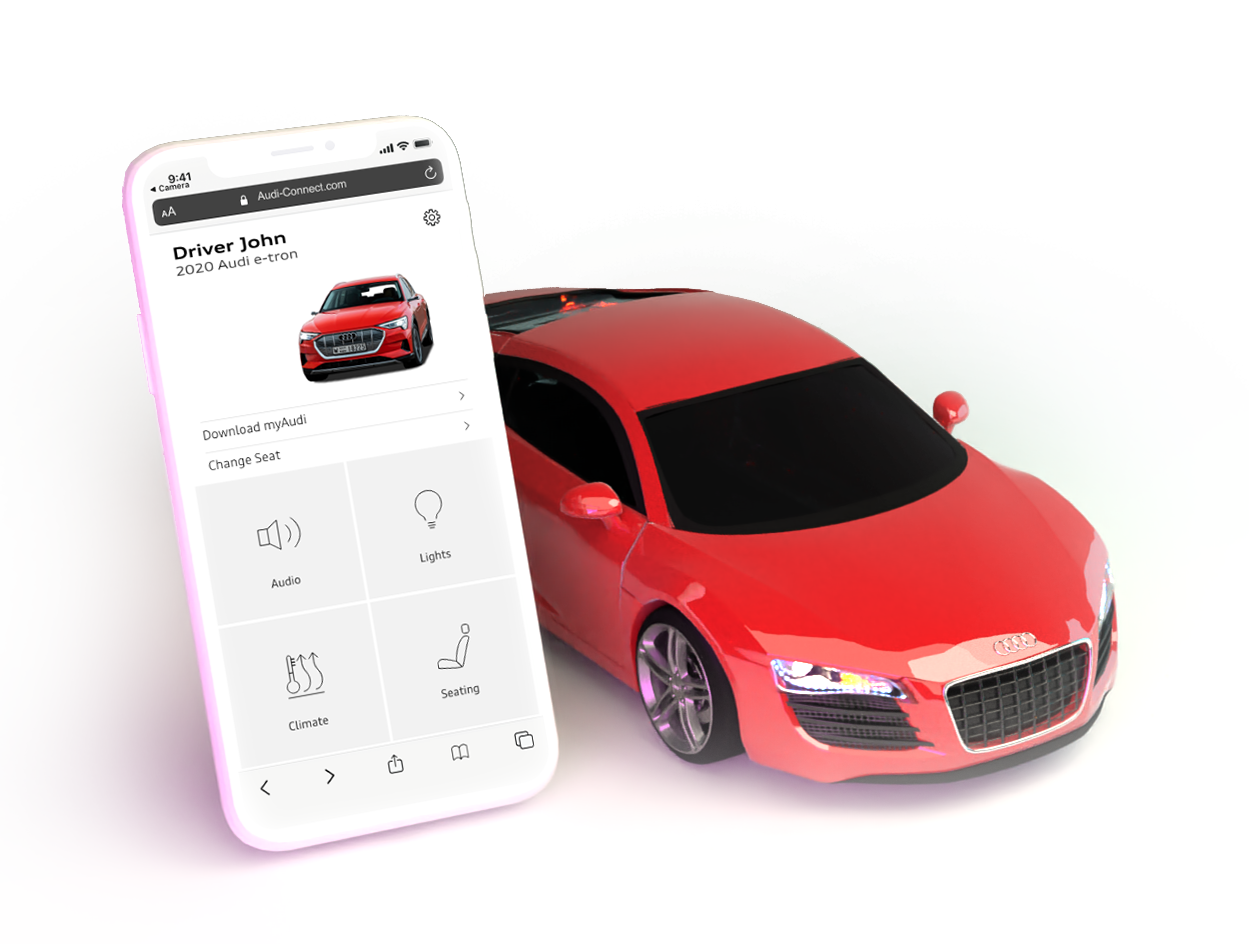 9:41
Camera
AA
Audi-Connect.com
Driver John
2020 Audi e-tron
Download myAudi
Change Seat
Audio
Lights
Climate
Seating